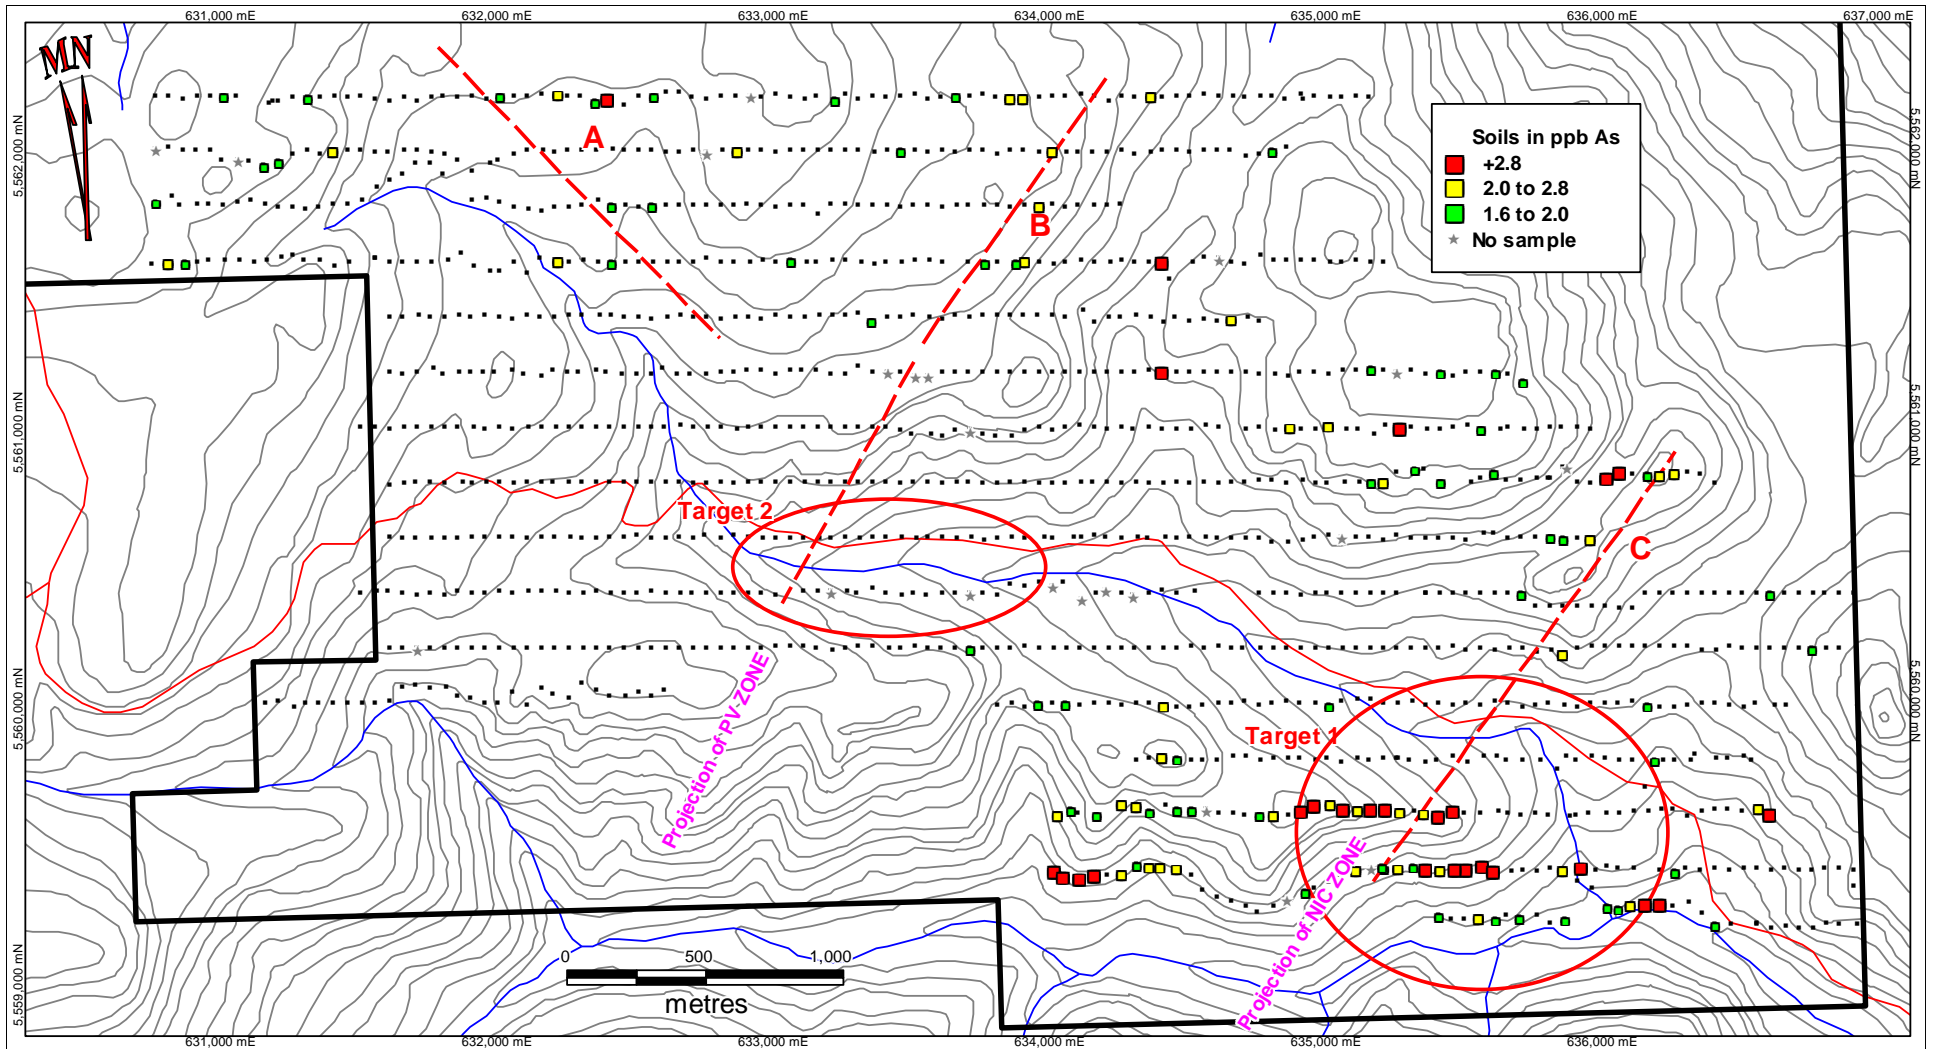 631,000 mE
632,000 mE
633,000 mE
634,000 mE
635,000 mE
636,000 mE
637,000 mE
MN
5,562,000 mN
5,562,000 mN
A
B
Soils in ppb As
+2.8
2.0 to 2.8
1.6 to 2.0
No sample
5,561,000 mN
5,561,000 mN
Target 2
C
5,560,000 mN
5,560,000 mN
Projection of PV-ZONE
Target 1
Projection of NIC ZONE
5,559,000 mN
0
500
1,000
metres
631,000 mE
632,000 mE
633,000 mE
634,000 mE
635,000 mE
636,000 mE